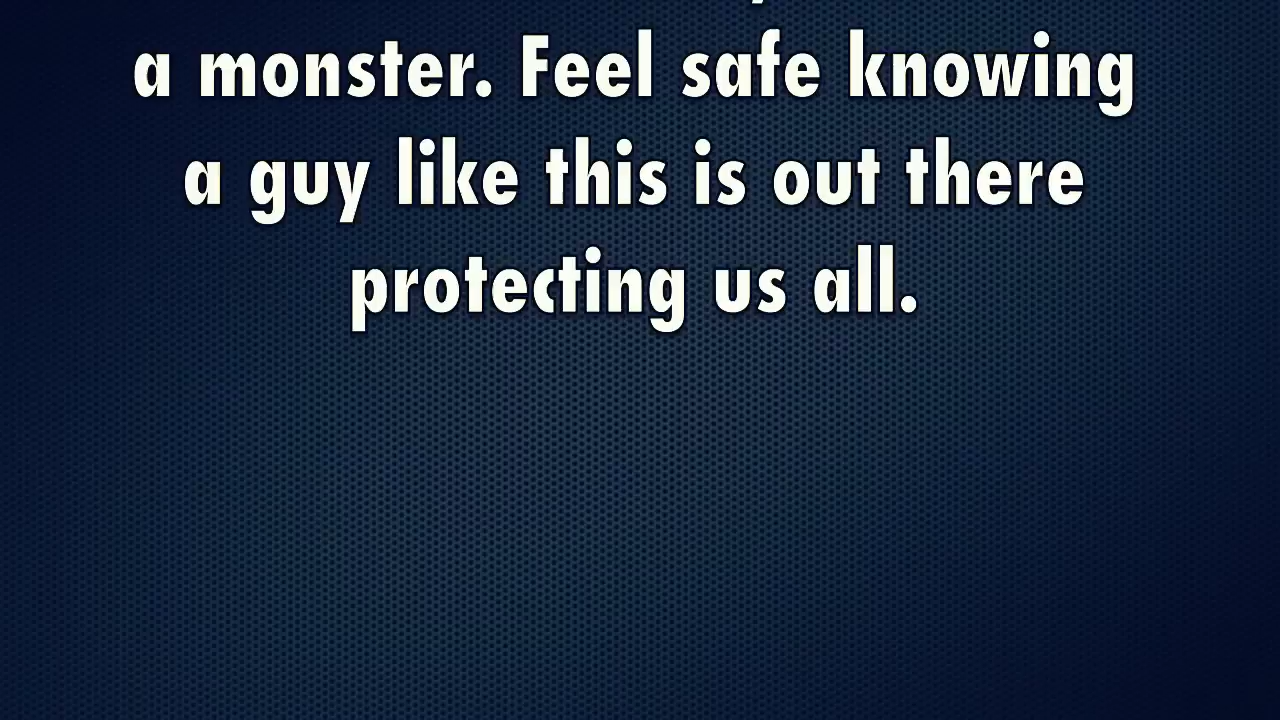 a monster. Feel safe knowing
a guy like this is out there
protecting us all.